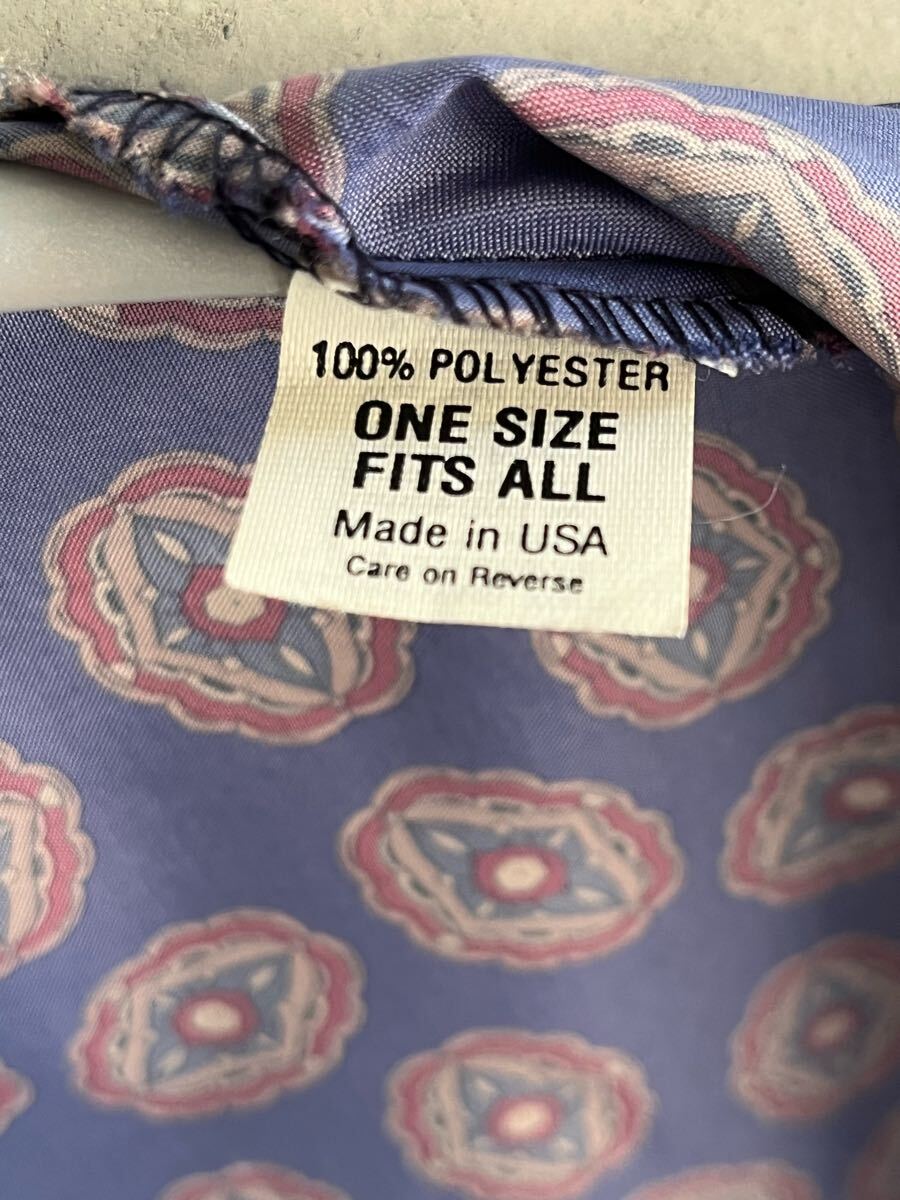 100% POLYESTER
ONE SIZE
FITS ALL
Made in USA
Care on Reverse